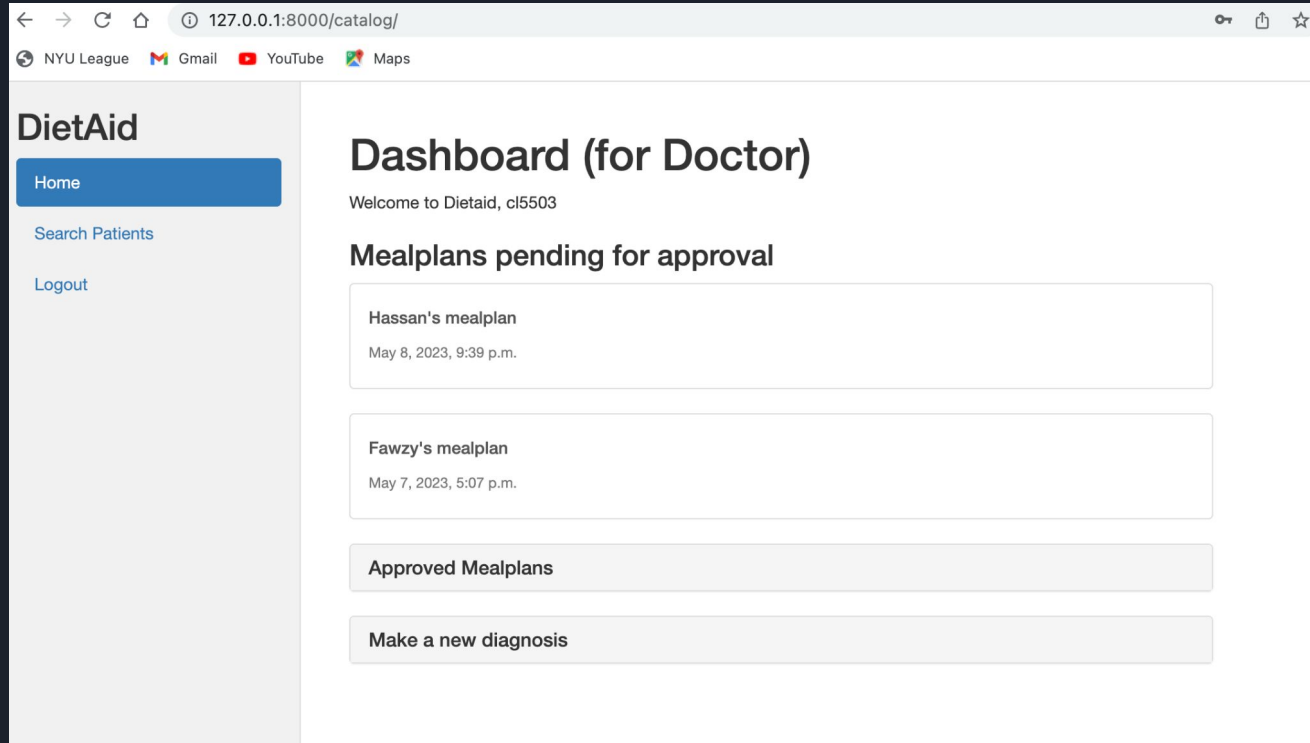 127.0.0.1:8000/catalog/
NYU League Gmail YouTube Maps
DietAid
Home
Search Patients
Logout
Dashboard (for Doctor)
Welcome to Dietaid, cl5503
Mealplans pending for approval
Hassan's mealplan
May 8, 2023, 9:39 p.m.
Fawzy's mealplan
May 7, 2023, 5:07 p.m.
Approved Mealplans
Make a new diagnosis